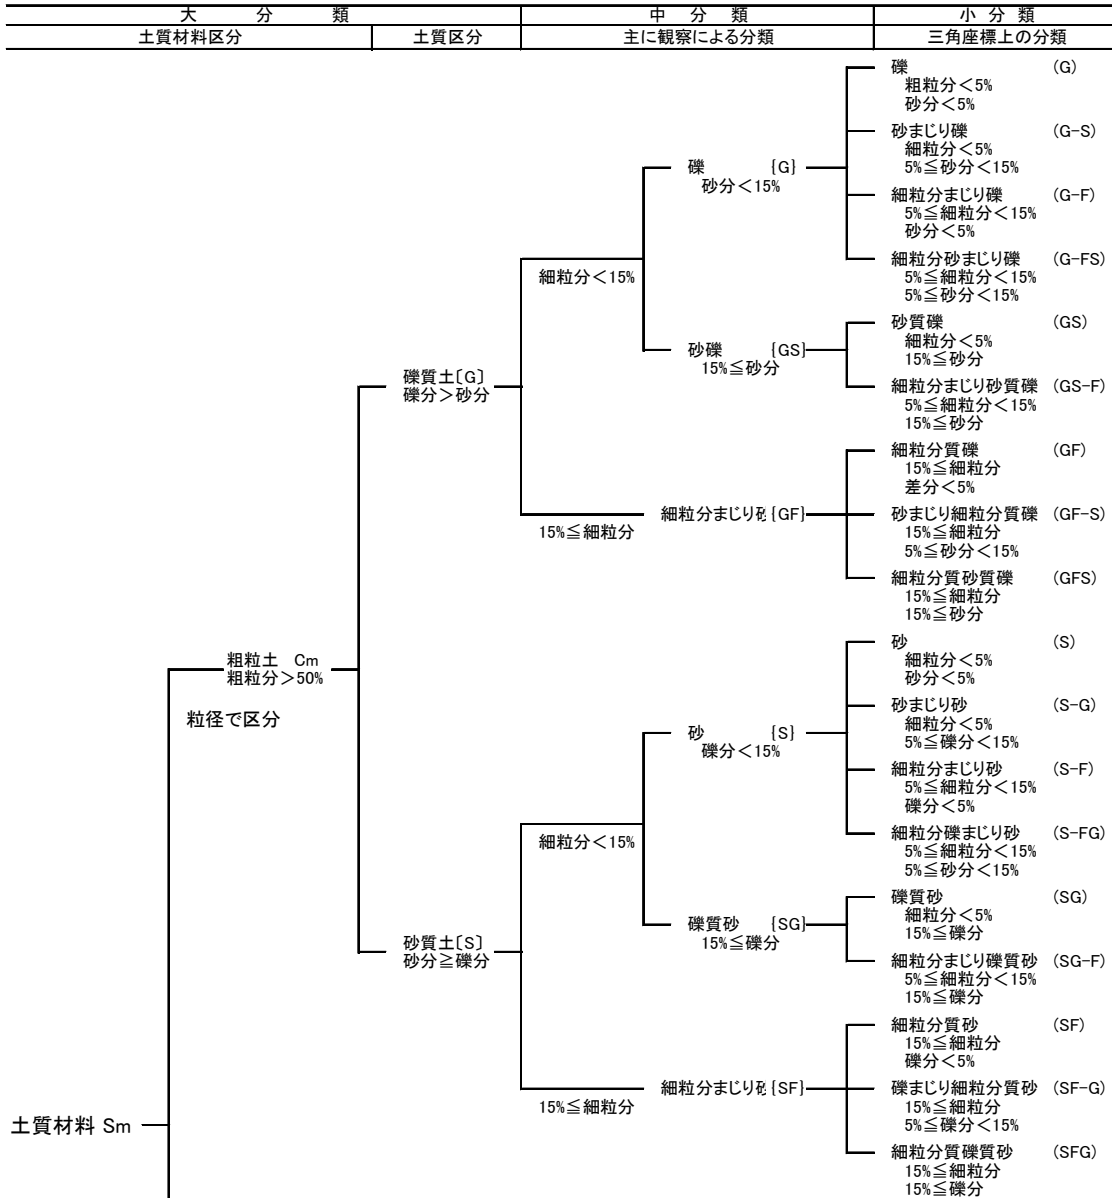 大 分 類 中 分 類 小 分 類
土質材料区分 土質区分 主に観察による分類 三角座標上の分類
礫 (G)
粗粒分<5%
砂分<5%
砂まじり礫 (G-S)
細粒分<5%
5%≦砂分<15%
礫 {G}
砂分<15%
細粒分まじり礫 (G-F)
5%≦細粒分<15%
砂分<5%
細粒分砂まじり礫 (G-FS)
5%≦細粒分<15%
5%≦砂分<15%
細粒分<15%
砂質礫 (GS)
細粒分<5%
15%≦砂分
砂礫 {GS}
15%≦砂分
細粒分まじり砂質礫 (GS-F)
5%≦細粒分<15%
15%≦砂分
礫質土〔G〕
礫分>砂分
細粒分質礫 (GF)
15%≦細粒分
差分<5%
15%≦細粒分
細粒分まじり砂 {GF}
砂まじり細粒分質礫 (GF-S)
15%≦細粒分
5%≦砂分<15%
細粒分質砂質礫 (GFS)
15%≦細粒分
15%≦砂分
粗粒土 Cm
粗粒分>50%
粒径で区分
砂 (S)
細粒分<5%
砂分<5%
砂まじり砂 (S-G)
細粒分<5%
5%≦礫分<15%
砂 {S}
礫分<15%
細粒分まじり砂 (S-F)
5%≦細粒分<15%
礫分<5%
細粒分礫まじり砂 (S-FG)
5%≦細粒分<15%
5%≦砂分<15%
細粒分<15%
礫質砂 (SG)
細粒分<5%
15%≦礫分
礫質砂 {SG}
15%≦礫分
細粒分まじり礫質砂 (SG-F)
5%≦細粒分<15%
15%≦礫分
砂質土〔S〕
砂分≧礫分
細粒分質砂 (SF)
15%≦細粒分
礫分<5%
15%≦細粒分
細粒分まじり砂 {SF}
礫まじり細粒分質砂 (SF-G)
15%≦細粒分
5%≦礫分<15%
細粒分質礫質砂 (SFG)
15%≦細粒分
15%≦礫分
土質材料 Sm